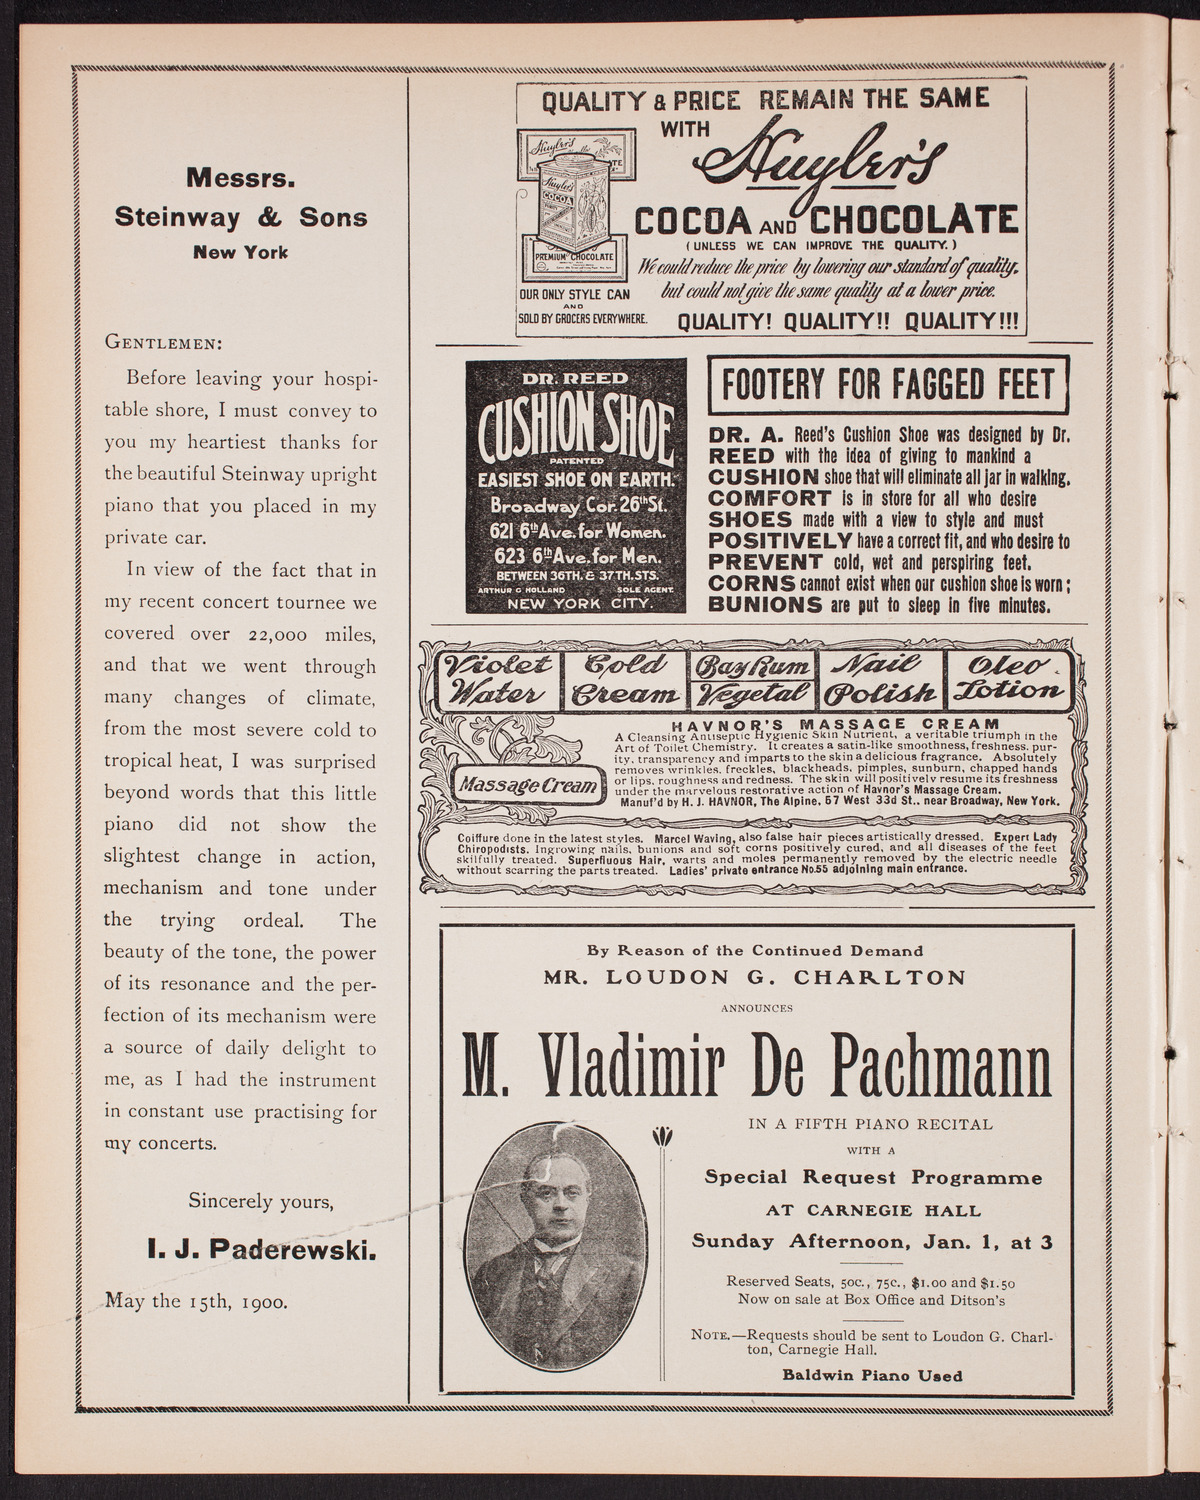 Messrs.
Steinway & Sons
New York
GENTLEMEN:
Before leaving your hospi-
table shore, I must convey to
you my heartiest thanks for
the beautiful Steinway upright
piano that you placed in my
private car.
In view of the fact that in
my recent concert tournee we
covered over 22,000 miles,
and that we went through
many changes of climate,
from the most severe cold to
tropical heat, I was surprised
beyond words that this little
piano did not show the
slightest change in action,
mechanism and tone under
the trying ordeal. The
beauty of the tone, the power
of its resonance and the per-
fection of its mechanism were
a source of daily delight to
me, as I had the instrument
in constant use practising for
my concerts.
Sincerely yours,
I. J. Paderewski.
May the 15th, 1900.
QUALITY & PRICE REMAIN THE SAME
WITH Huyler's
COCOA AND CHOCOLATE
(UNLESS WE CAN IMPROVE THE QUALITY.)
We could reduce the price by lowering our standard of quality,
but could not give the same quality at a lower price.
QUALITY! QUALITY!! QUALITY!!!
Huyler's
Huyler's
COCOA
PREMIUM CHOCOLATE
OUR ONLY STYLE CAN
AND
SOLD BY GROCERS EVERYWHERE.
DR. REED
CUSHION SHOE
PATENTED
EASIEST SHOE ON EARTH.
Broadway Cor. 26th St.
621 6th Ave. for Women.
623 6th Ave. for Men.
BETWEEN 36TH. & 37TH. STS.
ARTHUR G HOLLAND SOLE AGENT.
NEW YORK CITY.
FOOTERY FOR FAGGED FEET
DR. A. Reed's Cushion Shoe was designed by Dr.
REED with the idea of giving to mankind a
CUSHION shoe that will eliminate all jar in walking.
COMFORT is in store for all who desire
SHOES made with a view to style and must
POSITIVELY have a correct fit, and who desire to
PREVENT cold, wet and perspiring feet.
CORNS cannot exist when our cushion shoe is worn;
BUNIONS are put to sleep in five minutes.
Violet Water
Cold Cream
Bay Rum
Vegetal
Nail Polish
Oleo Lotion
Massage Cream
HAVNOR'S MASSAGE CREAM
A Cleansing Antiseptic Hygienic Skin Nutrient, a veritable triumph in the
Art of Toilet Chemistry. It creates a satin-like smoothness, freshness, pur-
ity, transparency and imparts to the skin a delicious fragrance. Absolutely
removes wrinkles, freckles, blackheads, pimples, sunburn, chapped hands
or lips, roughness and redness. The skin will positively resume its freshness
under the marvelous restorative action of Havnor's Massage Cream.
Manuf'd by H. J. HAVNOR, The Alpine, 57 West 33d St., near Broadway, New York.
Coiffure done in the latest styles. Marcel Waving, also false hair pieces artistically dressed. Expert Lady
Chiropodists. Ingrowing nails, bunions and soft corns positively cured, and all diseases of the feet
skilfully treated. Superfluous Hair, warts and moles permanently removed by the electric needle
without scarring the parts treated. Ladies' private entrance No. 55 adjoining main entrance.
By Reason of the Continued Demand
MR. LOUDON G. CHARLTON
ANNOUNCES
M. Vladimir De Pachmann
IN A FIFTH PIANO RECITAL
WITH A
Special Request Programme
AT CARNEGIE HALL
Sunday Afternoon, Jan. 1, at 3
Reserved Seats, 50c., 75c., $1.00 and $1.50
Now on sale at Box Office and Ditson's
NOTE.—Requests should be sent to Loudon G. Charl-
ton, Carnegie Hall.
Baldwin Piano Used